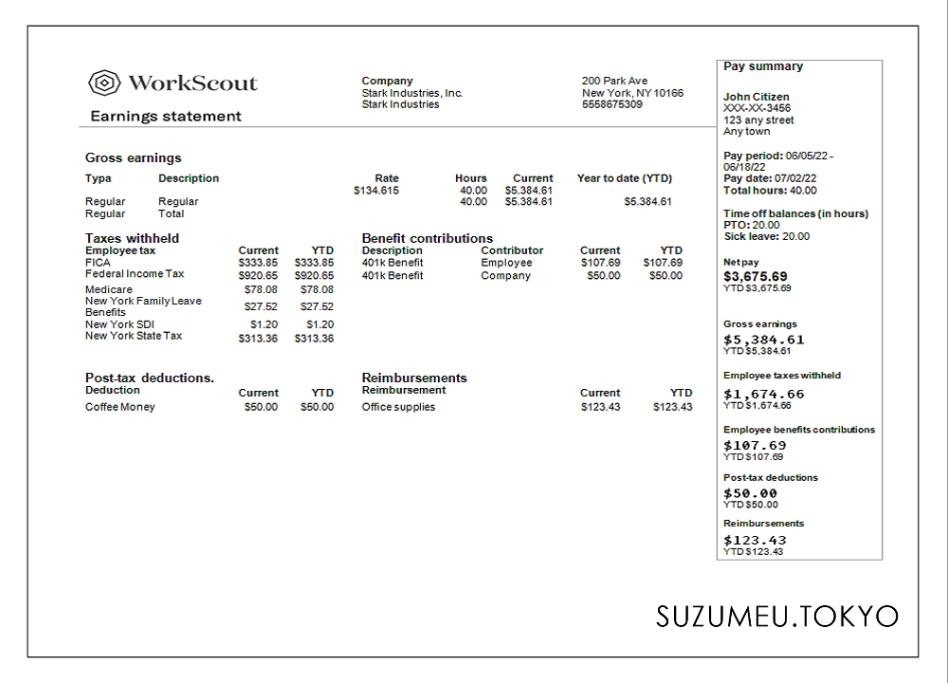 WorkScout
Earnings statement
Company
Stark Industries, Inc.
Stark Industries
200 Park Ave
New York, NY 10166
5558675309
Gross earnings
Typa Description Rate Hours Current Year to date (YTD)
$134.615 40.00 $5.384.61
Regular Regular 40.00 $5.384.61 $5.384.61
Regular Total
Taxes withheld
Employee tax Current YTD
FICA $333.85 $333.85
Federal Income Tax $920.65 $920.65
Medicare $78.08 $78.08
New York Family Leave
Benefits $27.52 $27.52
New York SDI $1.20 $1.20
New York State Tax $313.36 $313.36
Benefit contributions
Description Contributor Current YTD
401k Benefit Employee $107.69 $107.69
401k Benefit Company $50.00 $50.00
Post-tax deductions.
Deduction Current YTD
Coffee Money $50.00 $50.00
Reimbursements
Reimbursement Current YTD
Office supplies $123.43 $123.43
Pay summary
John Citizen
XXX-XX-3456
123 any street
Any town
Pay period: 06/05/22 -
06/18/22
Pay date: 07/02/22
Total hours: 40.00
Time off balances (in hours)
PTO: 20.00
Sick leave: 20.00
Net pay
$3,675.69
YTD $3,675.69
Gross earnings
$5,384.61
YTD $5,384.61
Employee taxes withheld
$1,674.66
YTD $1,674.66
Employee benefits contributions
$107.69
YTD $107.69
Post-tax deductions
$50.00
YTD $50.00
Reimbursements
$123.43
YTD $123.43
SUZUMEU.TOKYO